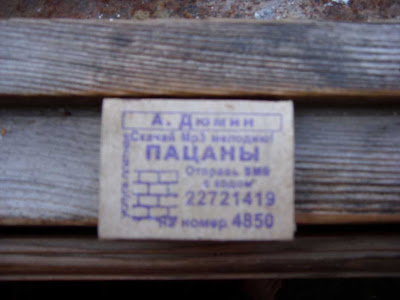 А. Дюмин
Скачай Mp3 мелодию!
ПАЦАНЫ
Отправь SMS
с кодом
22721419
на номер 4850